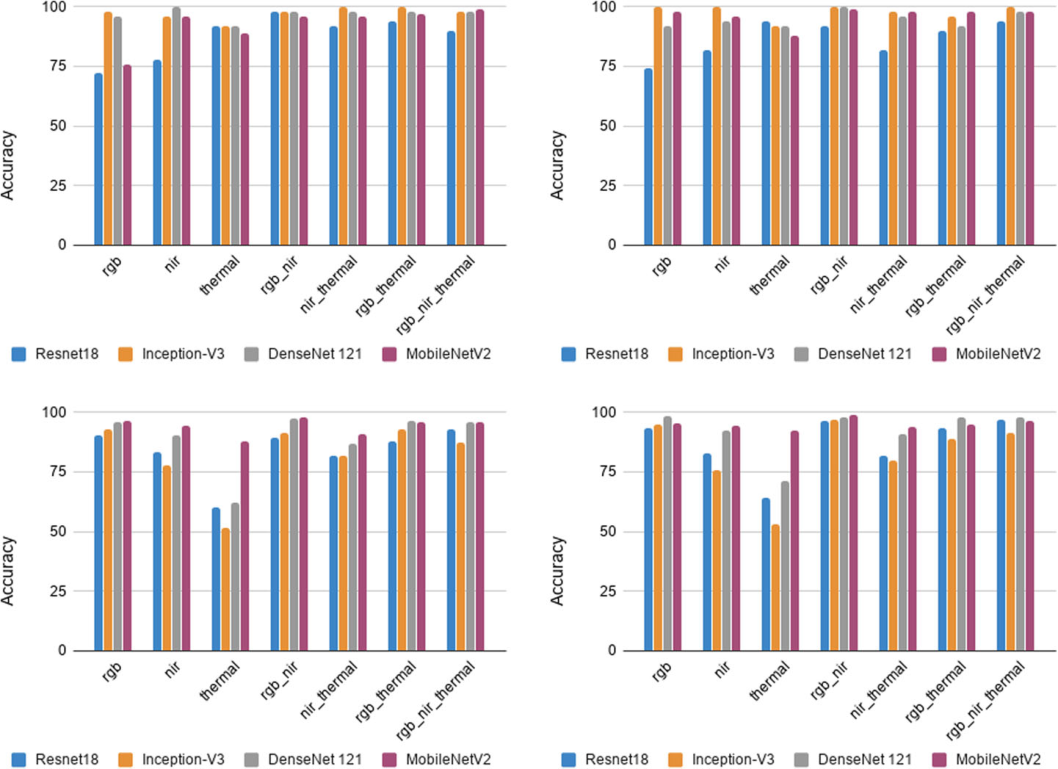 100
75
50
25
0
Accuracy
rgb
nir
thermal
rgb_nir
nir_thermal
rgb_thermal
rgb_nir_thermal
Resnet18 Inception-V3 DenseNet 121 MobileNetV2
100
75
50
25
0
Accuracy
rgb
nir
thermal
rgb_nir
nir_thermal
rgb_thermal
rgb_nir_thermal
Resnet18 Inception-V3 DenseNet 121 MobileNetV2
100
75
50
25
0
Accuracy
rgb
nir
thermal
rgb_nir
nir_thermal
rgb_thermal
rgb_nir_thermal
Resnet18 Inception-V3 DenseNet 121 MobileNetV2
100
75
50
25
0
Accuracy
rgb
nir
thermal
rgb_nir
nir_thermal
rgb_thermal
rgb_nir_thermal
Resnet18 Inception-V3 DenseNet 121 MobileNetV2